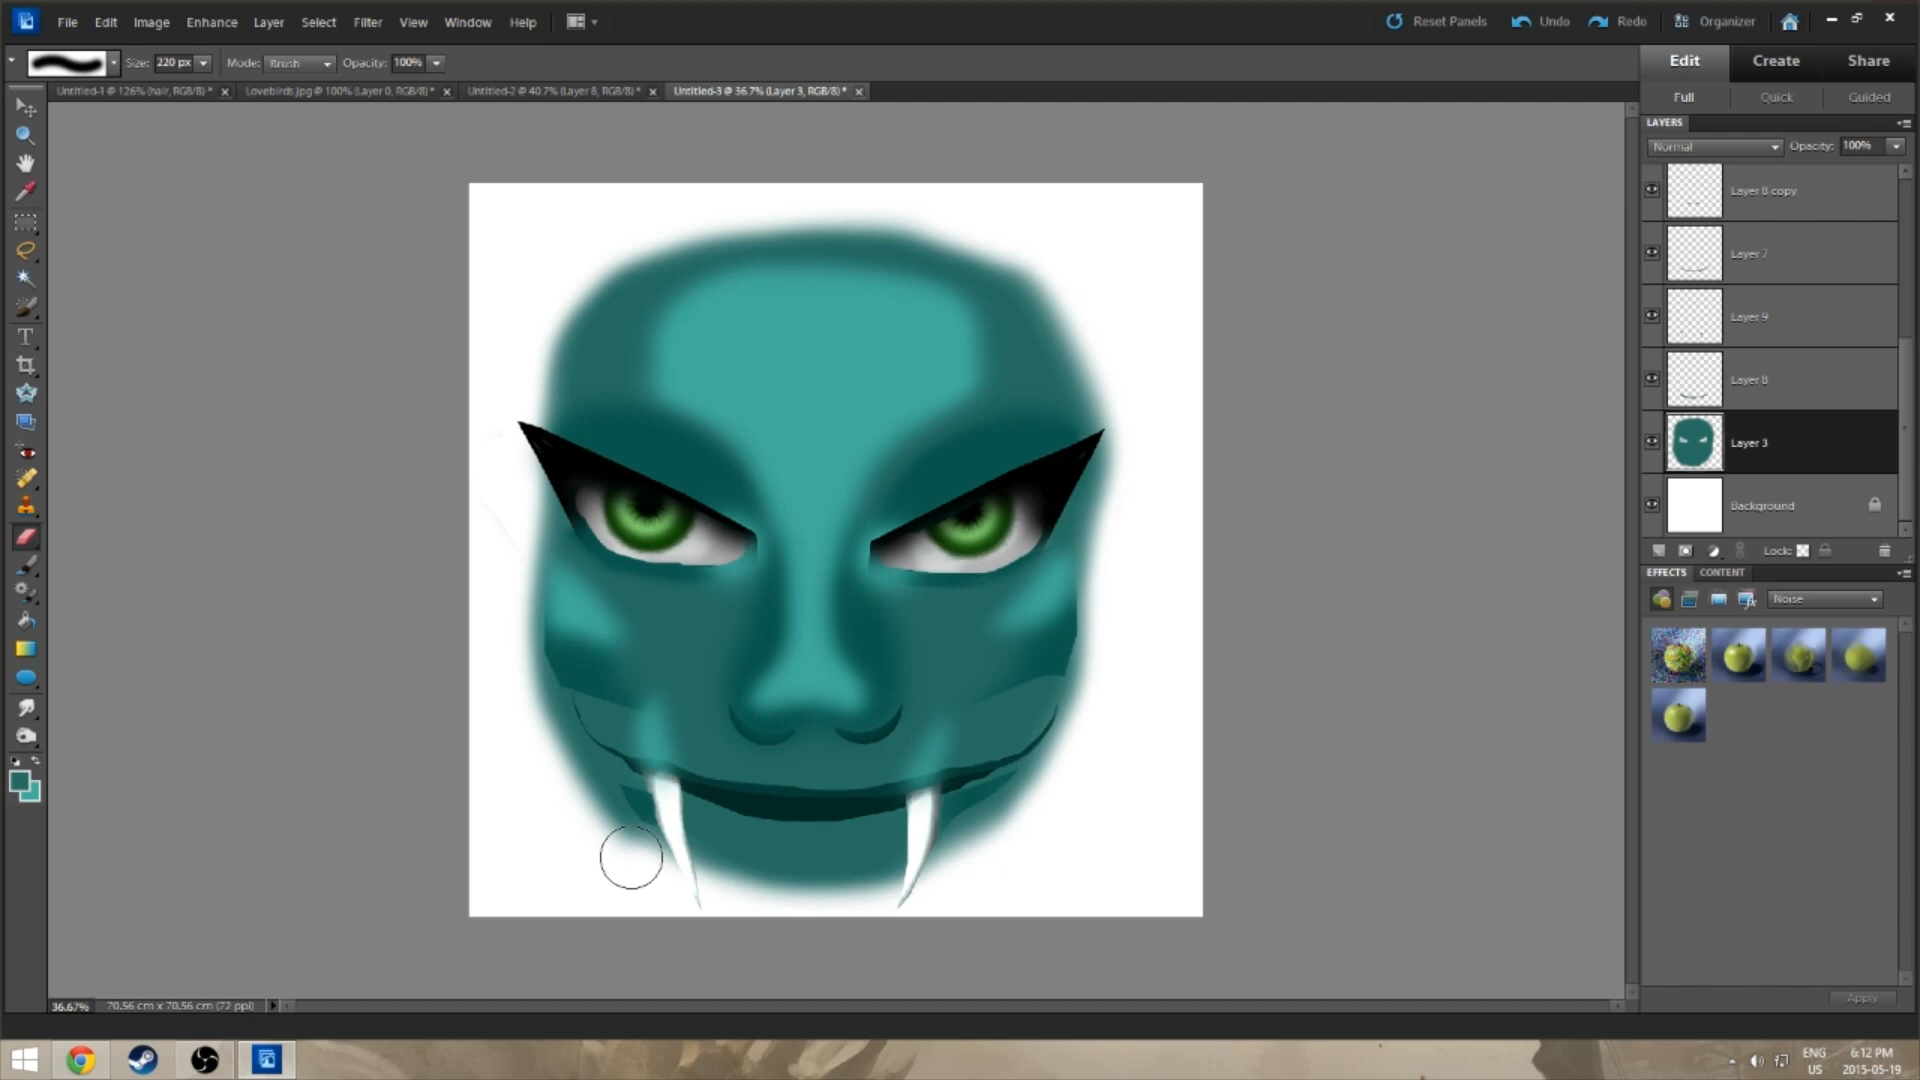 File Edit Image Enhance Layer Select Filter View Window Help Reset Panels Undo Redo Organizer
Size: 220 px Mode: Brush Opacity: 100%
Edit Create Share
Untitled-1 @ 126% (hair, RGB/8) * Lovebirds.jpg @ 100% (Layer 0, RGB/8) * Untitled-2 @ 40.7% (Layer 8, RGB/8) * Untitled-3 @ 36.7% (Layer 3, RGB/8) *
Full Quick Guided
LAYERS
Normal Opacity: 100%
Layer 8 copy
Layer 7
Layer 9
Layer 8
Layer 3
Background
Lock:
EFFECTS CONTENT
Noise
Apply
36.67% 70.56 cm x 70.56 cm (72 ppi)
ENG 6:12 PM
US 2015-05-19